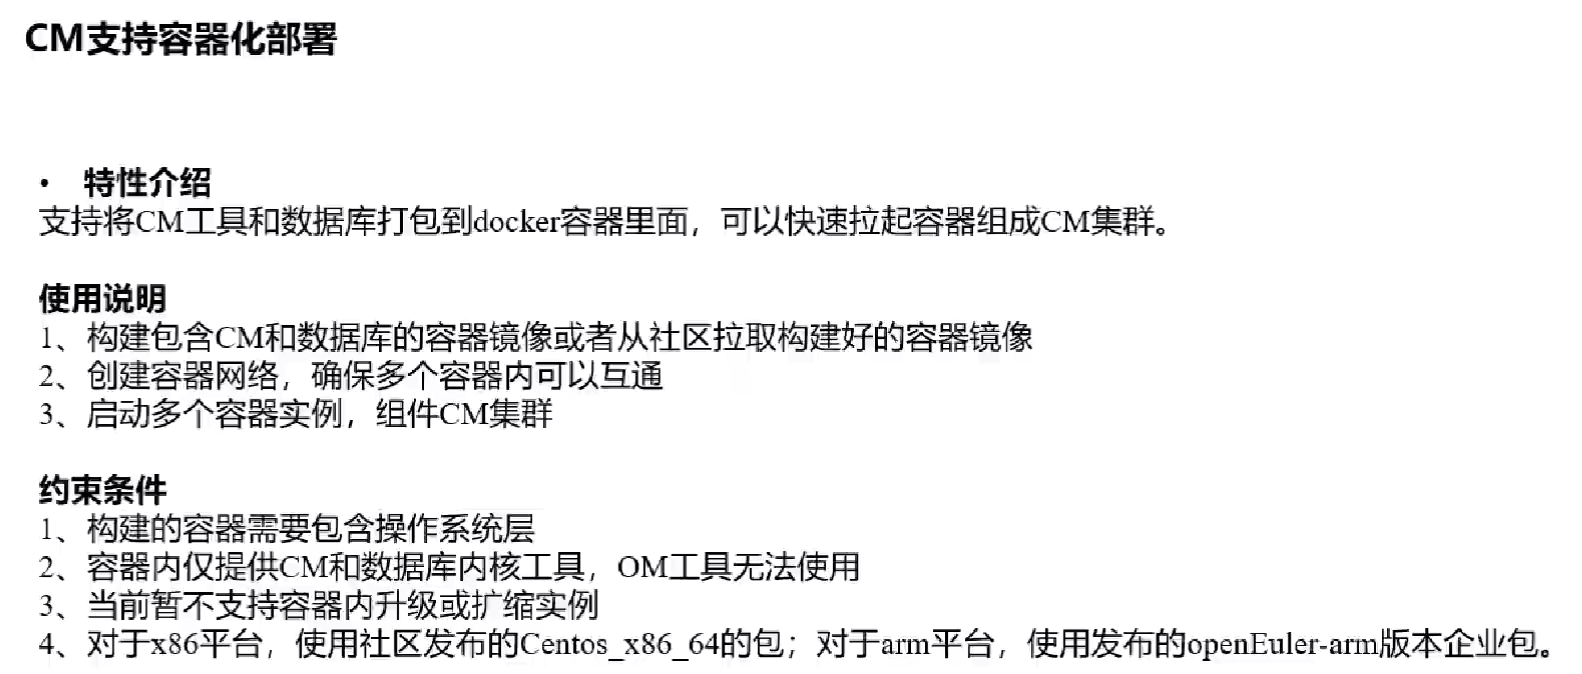 CM支持容器化部署
• 特性介绍
支持将CM工具和数据库打包到docker容器里面，可以快速拉起容器组成CM集群。
使用说明
1、构建包含CM和数据库的容器镜像或者从社区拉取构建好的容器镜像
2、创建容器网络，确保多个容器内可以互通
3、启动多个容器实例，组件CM集群
约束条件
1、构建的容器需要包含操作系统层
2、容器内仅提供CM和数据库内核工具，OM工具无法使用
3、当前暂不支持容器内升级或扩缩实例
4、对于x86平台，使用社区发布的Centos_x86_64的包；对于arm平台，使用发布的openEuler-arm版本企业包。